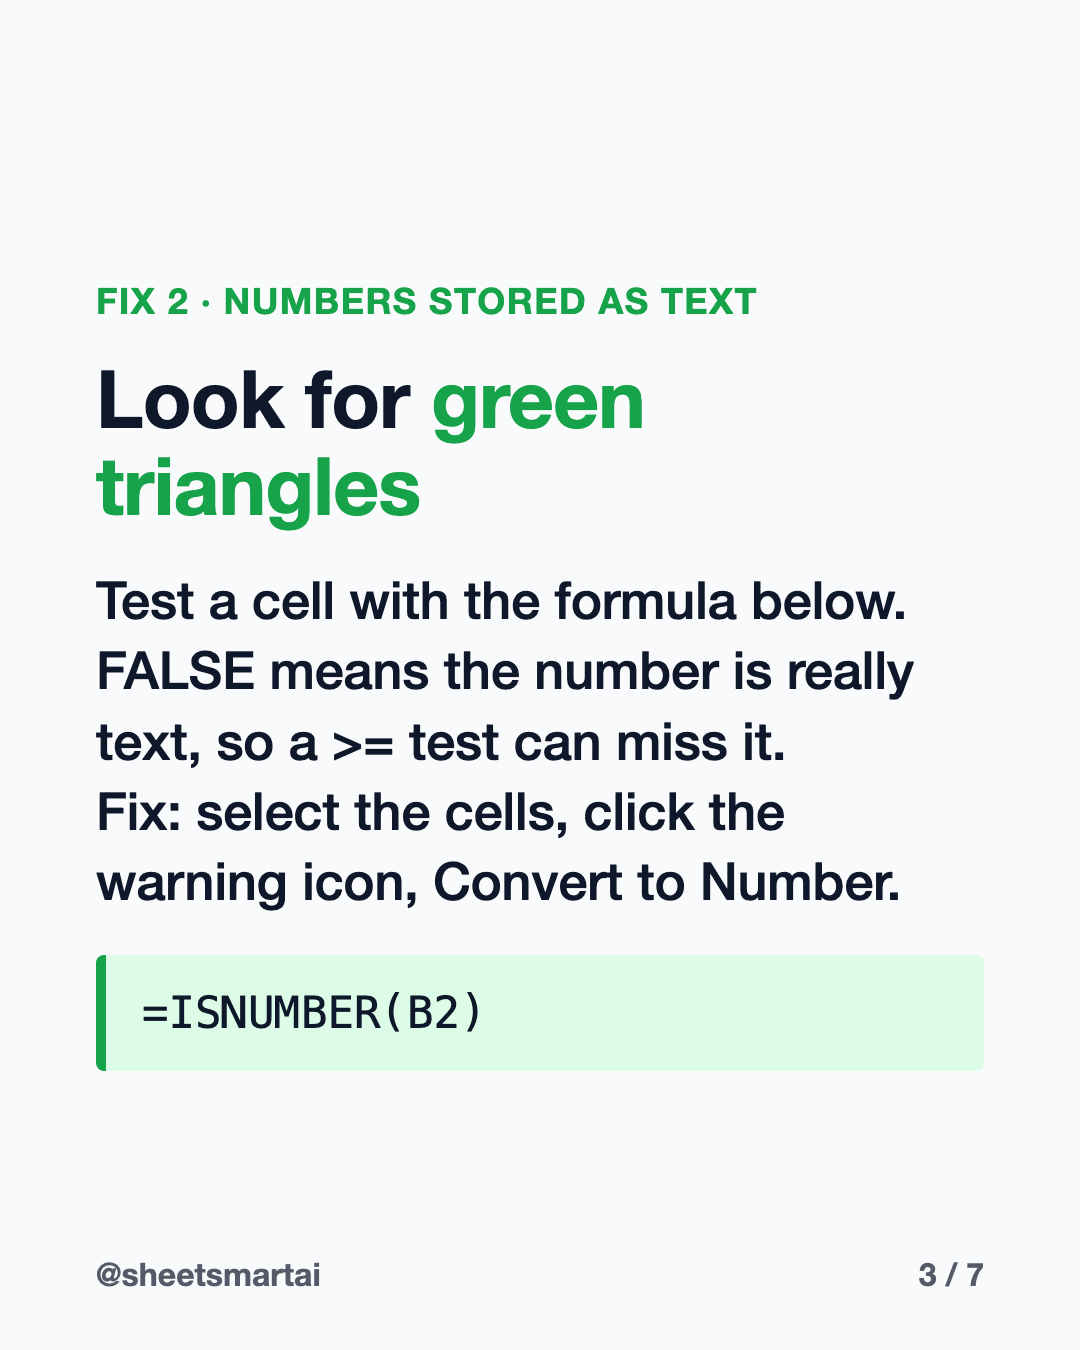 FIX 2 · NUMBERS STORED AS TEXT
Look for green
triangles
Test a cell with the formula below.
FALSE means the number is really
text, so a >= test can miss it.
Fix: select the cells, click the
warning icon, Convert to Number.
=ISNUMBER(B2)
@sheetsmartai
3 / 7